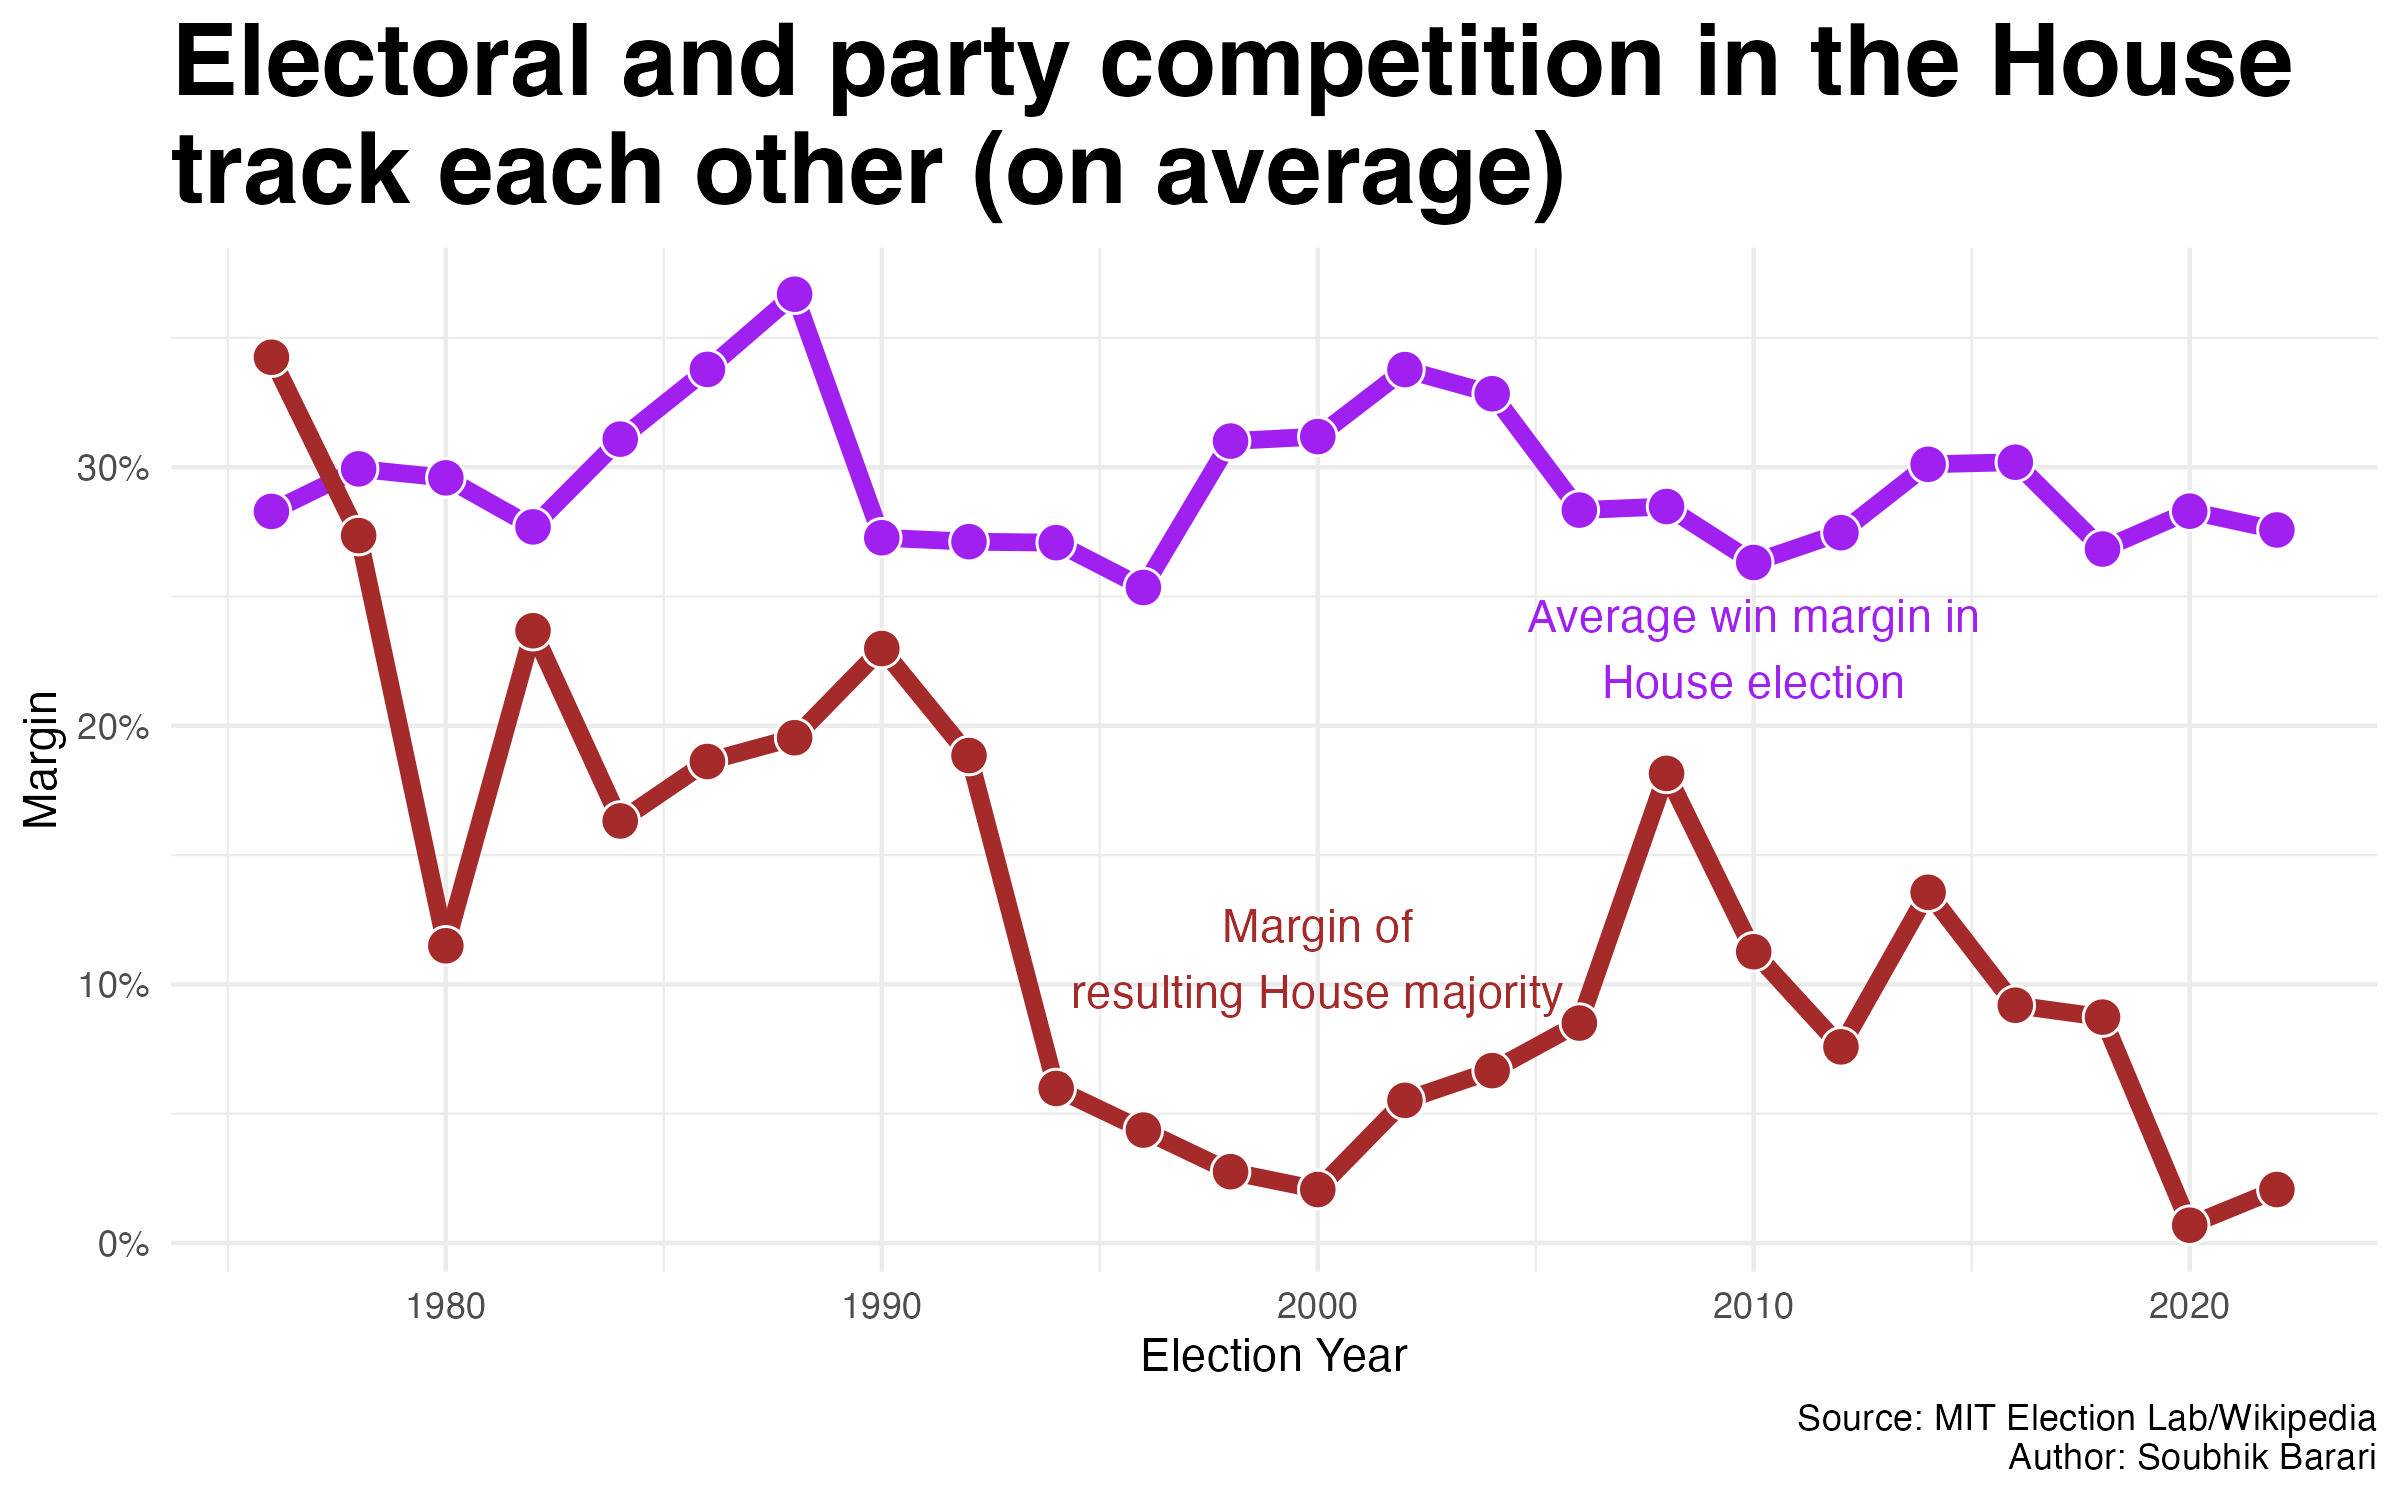 Electoral and party competition in the House
track each other (on average)
30%
20%
10%
0%
Margin
Average win margin in
House election
Margin of
resulting House majority
1980
1990
2000
2010
2020
Election Year
Source: MIT Election Lab/Wikipedia
Author: Soubhik Barari